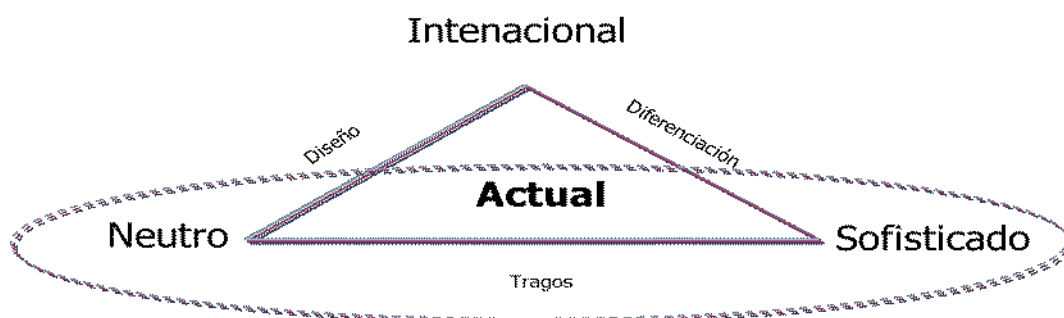 Intenacional
Diseño
Diferenciación
Actual
Neutro
Sofisticado
Tragos